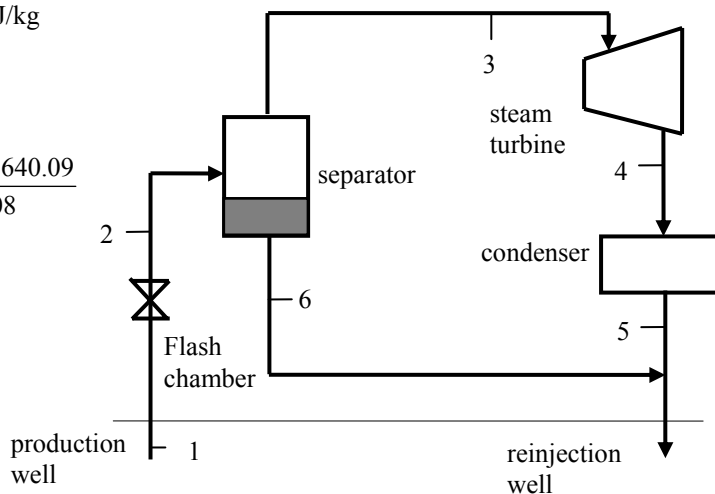 J/kg
640.09
08
3
steam
turbine
separator
4
2
condenser
6
5
Flash
chamber
production
well
1
reinjection
well